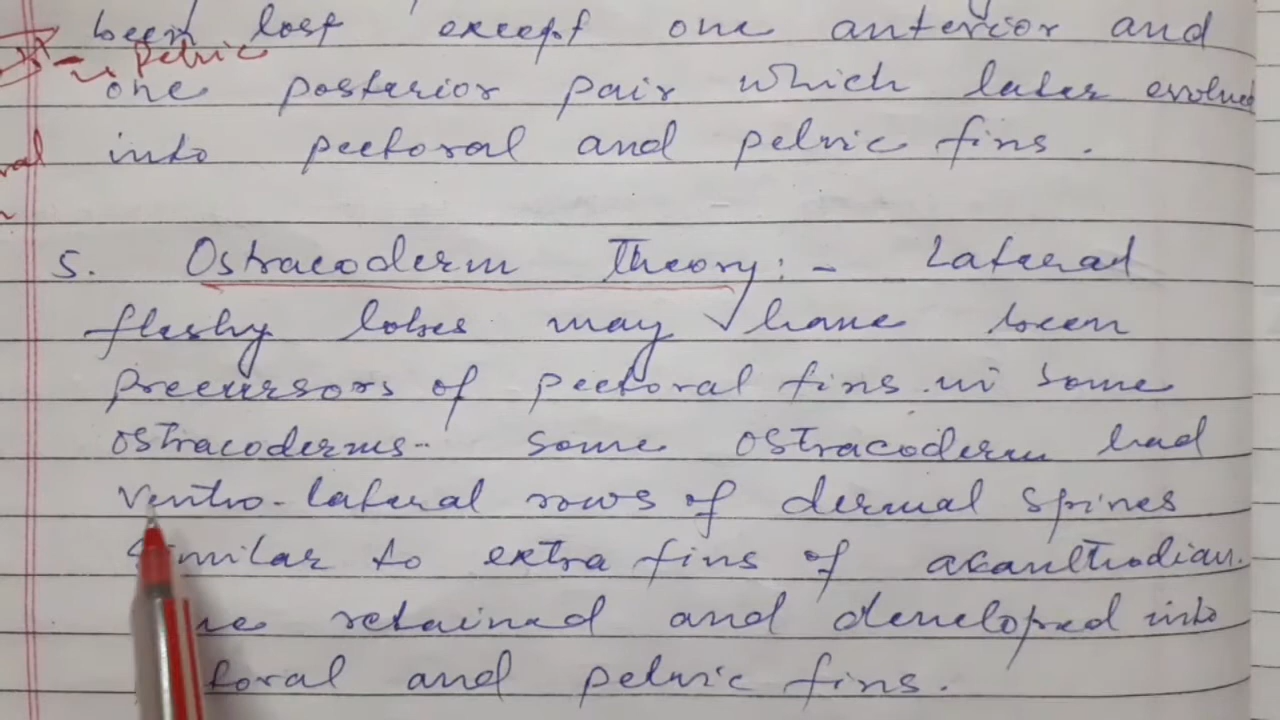 been lost except one anterior and
pelvic
one posterior pair which later evolved
into pectoral and pelvic fins.
5. Ostracoderm Theory:- Lateral
fleshy lobes may have been
precursors of pectoral fins in some
ostracoderms.. Some ostracoderm had
ventro-lateral rows of dermal spines
similar to extra fins of acanthodian.
retained and developed into
toral and pelvic fins.